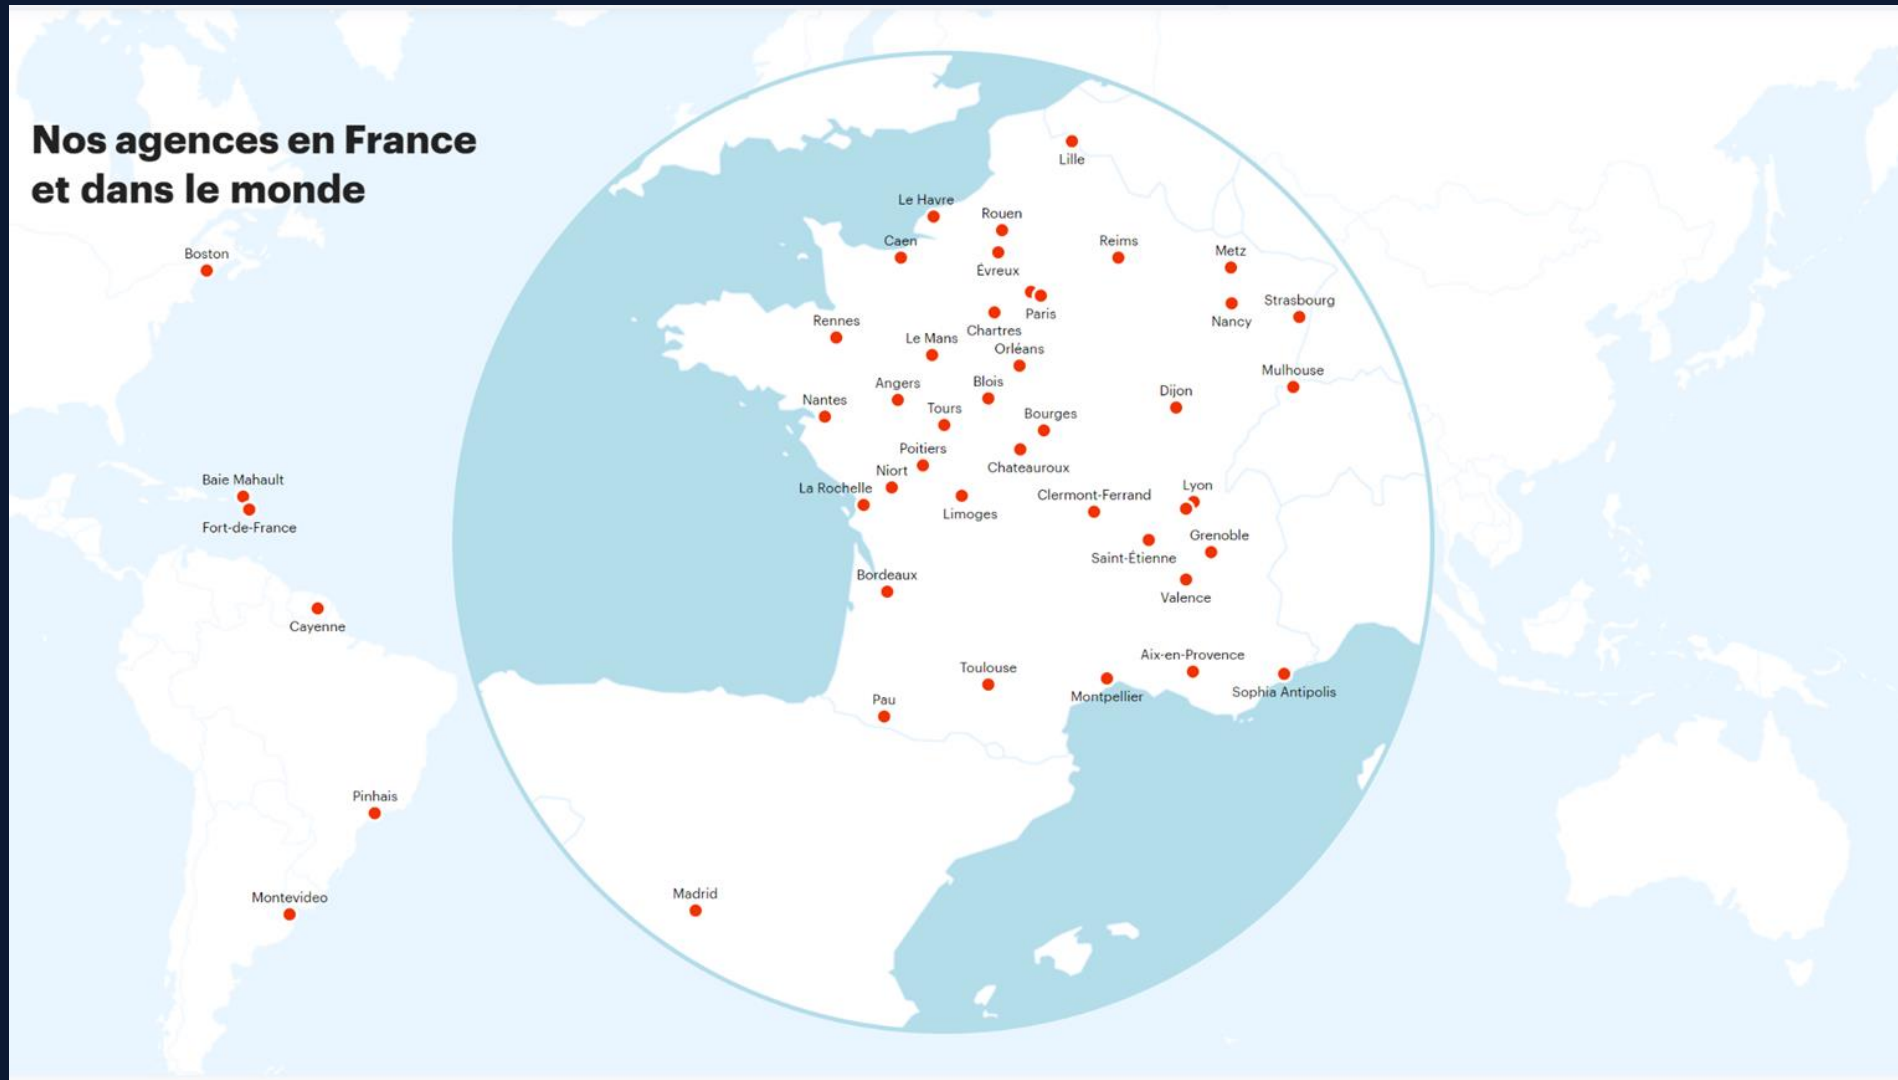 Nos agences en France
et dans le monde
Boston
Baie Mahault
Fort-de-France
Cayenne
Pinhais
Montevideo
Lille
Le Havre
Rouen
Caen
Évreux
Reims
Metz
Paris
Strasbourg
Nancy
Rennes
Chartres
Le Mans
Orléans
Mulhouse
Angers
Blois
Dijon
Nantes
Tours
Bourges
Poitiers
Chateauroux
Niort
La Rochelle
Limoges
Clermont-Ferrand
Lyon
Grenoble
Saint-Étienne
Bordeaux
Valence
Aix-en-Provence
Toulouse
Montpellier
Sophia Antipolis
Pau
Madrid